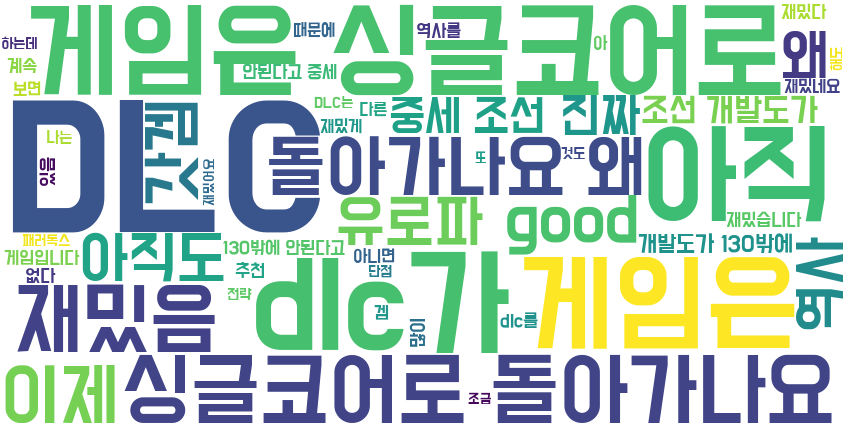 게임은 싱글코어로
하는데
때문에
역사를
재밌다
아
왜
해도
계속
안된다고 중세
재밌네요
보면
DLC
DLC는
다른
중세 조선 진짜
조선 개발도가
재밌게
갓겜
나는
있음
재밌어요
돌아가나요 왜
또
것도
아직
유로파
good
재밌습니다
패러독스
게임입니다
아직도
130밖에 안된다고
아니면
개발도가 130밖에
역사
없다
추천
단점
전략
dlc가
게임은
재밌음
겜
많이
dlc를
이제
싱글코어로 돌아가나요
조금